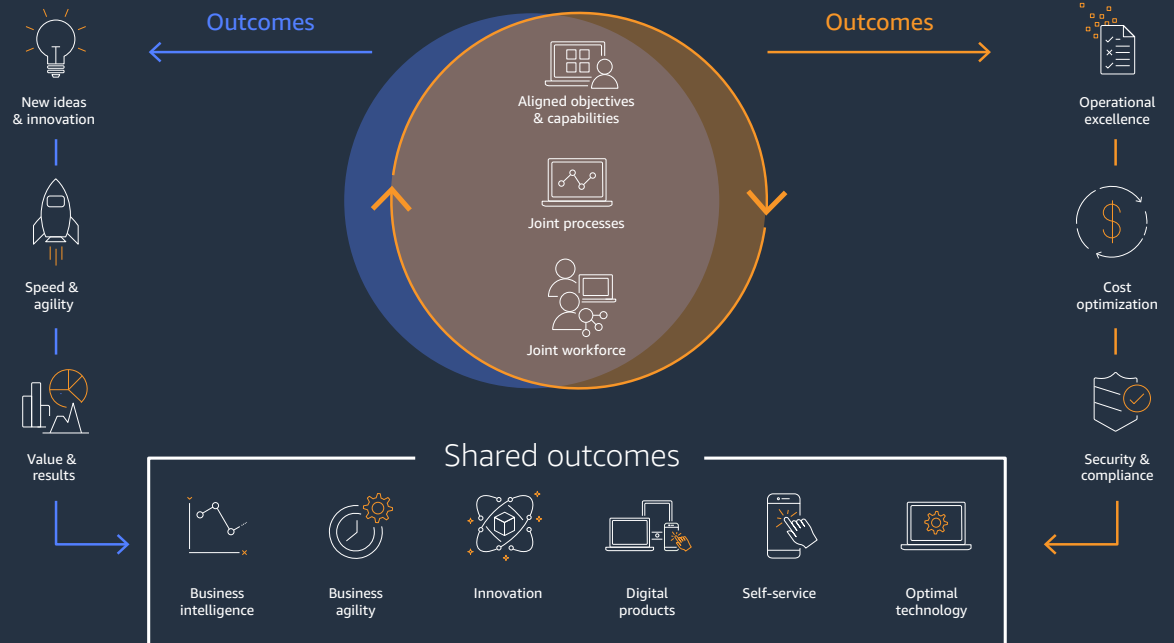 Outcomes
Outcomes
New ideas
& innovation
Speed &
agility
Value &
results
Aligned objectives
& capabilities
Joint processes
Joint workforce
Operational
excellence
Cost
optimization
Security &
compliance
Shared outcomes
Business
intelligence
Business
agility
Innovation
Digital
products
Self-service
Optimal
technology